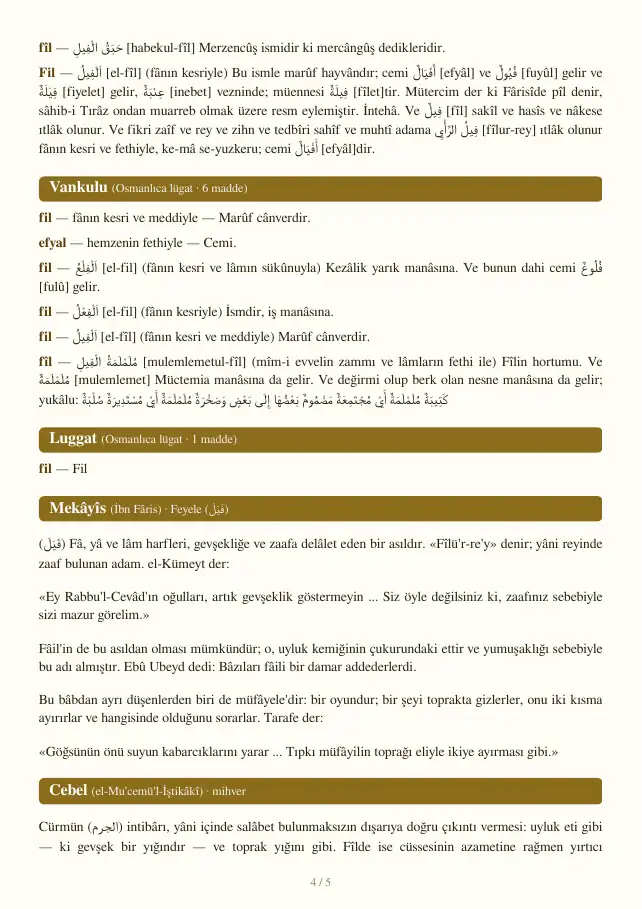 fîl — حَبَقُ الْفِيلِ [habekul-fîl] Merzencûş ismidir ki mercângûş dedikleridir.
Fil — اَلْفِيلُ [el-fîl] (fânın kesriyle) Bu ismle marûf hayvândır; cemi أَفْيَالٌ [efyâl] ve فُيُولٌ [fuyûl] gelir ve
فِيَلَةٌ [fiyelet] gelir, عِنَبَةٌ [inebet] vezninde; müennesi فِيلَةٌ [fîlet]tir. Mütercim der ki Fârisîde pîl denir,
sâhib-i Tırâz ondan muarreb olmak üzere resm eylemiştir. İntehâ. Ve فِيلٌ [fîl] sakîl ve hasîs ve nâkese
ıtlâk olunur. Ve fikri zaîf ve rey ve zihn ve tedbîri sahîf ve muhtî adama فِيلُ الرَّأْيِ [fîlur-rey] ıtlâk olunur
fânın kesri ve fethiyle, ke-mâ se-yuzkeru; cemi أَفْيَالٌ [efyâl]dir.
Vankulu (Osmanlıca lügat · 6 madde)
fil — fânın kesri ve meddiyle — Marûf cânverdir.
efyal — hemzenin fethiyle — Cemi.
fil — اَلْفِلْعُ [el-fil] (fânın kesri ve lâmın sükûnuyla) Kezâlik yarık manâsına. Ve bunun dahi cemi فُلُوعٌ
[fulû] gelir.
fil — اَلْفِعْلُ [el-fil] (fânın kesriyle) İsmdir, iş manâsına.
fil — اَلْفِيلُ [el-fîl] (fânın kesri ve meddiyle) Marûf cânverdir.
fîl — مُلَمْلَمَةُ الْفِيلِ [mulemlemetul-fîl] (mîm-i evvelin zammı ve lâmların fethi ile) Fîlin hortumu. Ve
مُلَمْلَمَةٌ [mulemlemet] Müctemia manâsına da gelir. Ve değirmi olup berk olan nesne manâsına da gelir;
yukâlu: كَتِيبَةٌ مُلَمْلَمَةٌ أَيْ مُجْتَمِعَةٌ مَضْمُومٌ بَعْضُهَا إِلَى بَعْضٍ وَصَخْرَةٌ مُلَمْلَمَةٌ أَيْ مُسْتَدِيرَةٌ صُلْبَةٌ
Luggat (Osmanlıca lügat · 1 madde)
fil — Fil
Mekâyîs (İbn Fâris) · Feyele (فَيَلَ)
(فَيَلَ) Fâ, yâ ve lâm harfleri, gevşekliğe ve zaafa delâlet eden bir asıldır. «Fîlü'r-re'y» denir; yâni reyinde
zaaf bulunan adam. el-Kümeyt der:
«Ey Rabbu'l-Cevâd'ın oğulları, artık gevşeklik göstermeyin ... Siz öyle değilsiniz ki, zaafınız sebebiyle
sizi mazur görelim.»
Fâil'in de bu asıldan olması mümkündür; o, uyluk kemiğinin çukurundaki ettir ve yumuşaklığı sebebiyle
bu adı almıştır. Ebû Ubeyd dedi: Bâzıları fâili bir damar addederlerdi.
Bu bâbdan ayrı düşenlerden biri de müfâyele'dir: bir oyundur; bir şeyi toprakta gizlerler, onu iki kısma
ayırırlar ve hangisinde olduğunu sorarlar. Tarafe der:
«Göğsünün önü suyun kabarcıklarını yarar ... Tıpkı müfâyilin toprağı eliyle ikiye ayırması gibi.»
Cebel (el-Mu'cemü'l-İştikâkî) · mihver
Cürmün (الجرم) intibârı, yâni içinde salâbet bulunmaksızın dışarıya doğru çıkıntı vermesi: uyluk eti gibi
— ki gevşek bir yığındır — ve toprak yığını gibi. Fîlde ise cüssesinin azametine rağmen yırtıcı
4 / 5